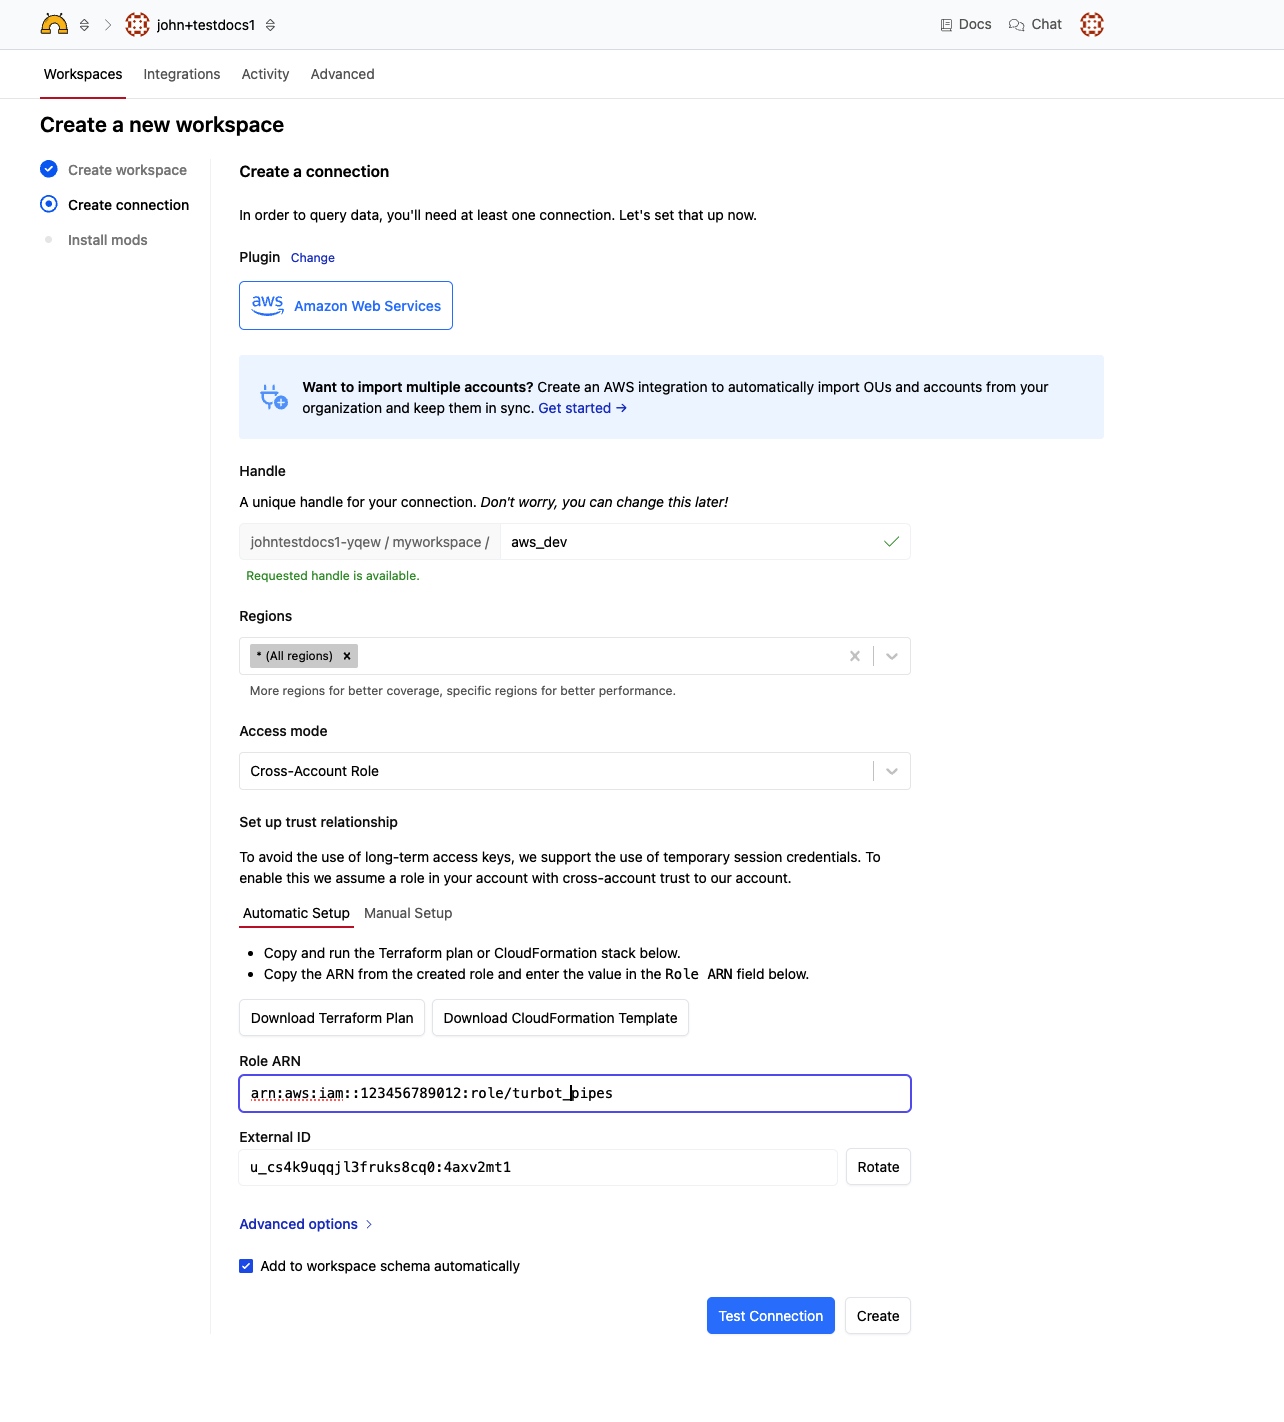 john+testdocs1
Docs
Chat
Workspaces
Integrations
Activity
Advanced
Create a new workspace
Create workspace
Create connection
Install mods
Create a connection
In order to query data, you'll need at least one connection. Let's set that up now.
Plugin Change
aws Amazon Web Services
Want to import multiple accounts? Create an AWS integration to automatically import OUs and accounts from your
organization and keep them in sync. Get started →
Handle
A unique handle for your connection. Don't worry, you can change this later!
johntestdocs1-yqew / myworkspace / aws_dev
Requested handle is available.
Regions
* (All regions)
More regions for better coverage, specific regions for better performance.
Access mode
Cross-Account Role
Set up trust relationship
To avoid the use of long-term access keys, we support the use of temporary session credentials. To
enable this we assume a role in your account with cross-account trust to our account.
Automatic Setup
Manual Setup
• Copy and run the Terraform plan or CloudFormation stack below.
• Copy the ARN from the created role and enter the value in the Role ARN field below.
Download Terraform Plan
Download CloudFormation Template
Role ARN
arn:aws:iam::123456789012:role/turbot_pipes
External ID
u_cs4k9uqqjl3fruks8cq0:4axv2mt1
Rotate
Advanced options
Add to workspace schema automatically
Test Connection
Create